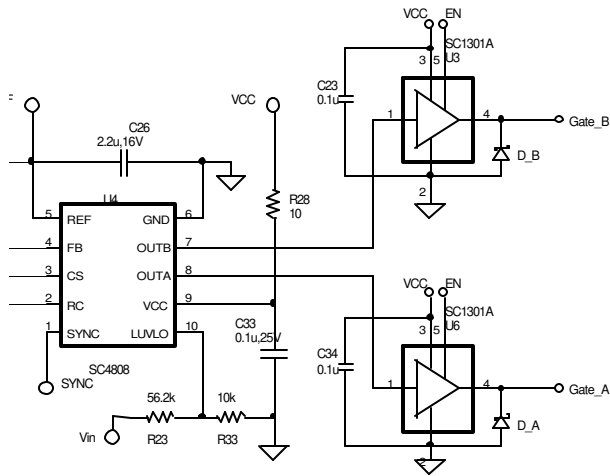 VCC EN
SC1301A
3 5 U3
C23
0.1u
1
4
Gate_B
D_B
2
F
C26
2.2u,16V
VCC
R28
10
U4
5 REF GND 6
4 FB OUTB 7
3 CS OUTA 8
2 RC VCC 9
1 SYNC LUVLO 10
SC4808
SYNC
C33
0.1u,25V
56.2k 10k
Vin R23 R33
VCC EN
SC1301A
3 5 U6
C34
0.1u
1
4
Gate_A
D_A
2